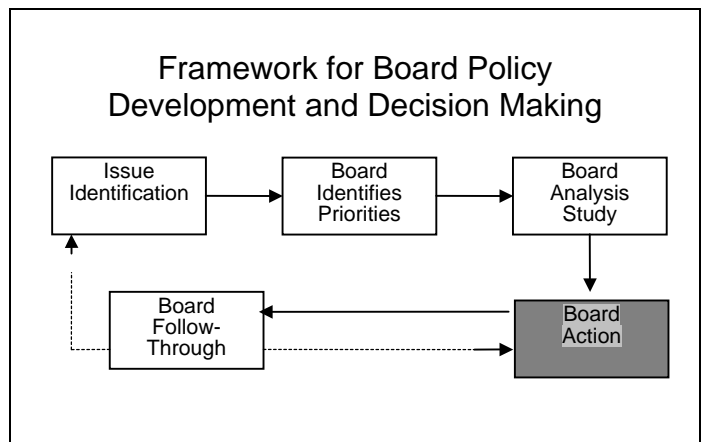 Framework for Board Policy
Development and Decision Making
Issue
Identification
Board
Identifies
Priorities
Board
Analysis
Study
Board
Follow-
Through
Board
Action